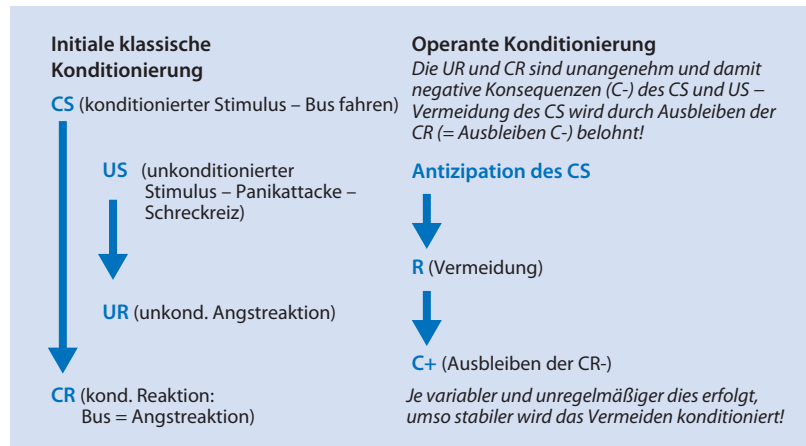 Initiale klassische
Konditionierung
CS (konditionierter Stimulus – Bus fahren)
US (unkonditionierter
Stimulus – Panikattacke –
Schreckreiz)
UR (unkond. Angstreaktion)
CR (kond. Reaktion:
Bus = Angstreaktion)
Operante Konditionierung
Die UR und CR sind unangenehm und damit
negative Konsequenzen (C-) des CS und US –
Vermeidung des CS wird durch Ausbleiben der
CR (= Ausbleiben C-) belohnt!
Antizipation des CS
R (Vermeidung)
C+ (Ausbleiben der CR-)
Je variabler und unregelmäßiger dies erfolgt,
umso stabiler wird das Vermeiden konditioniert!